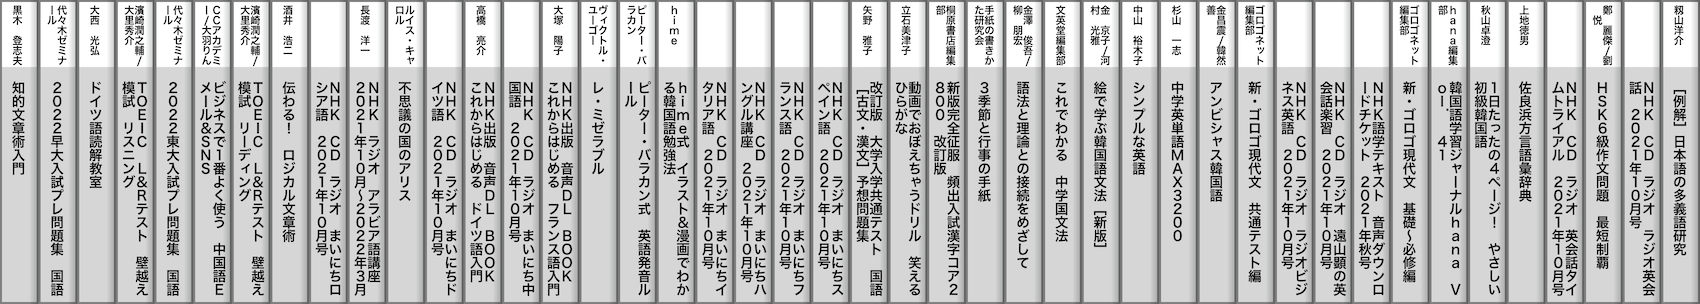 籾山洋介
［例解］日本語の多義語研究
NHK CD ラジオ ラジオ英会
話 2021年10月号
鄭 麗傑/劉
悦
HSK6級作文問題 最短制覇
NHK CD ラジオ 英会話タイ
ムトライアル 2021年10月号
上地徳男
佐良浜方言語彙辞典
秋山卓澄
1日たったの4ページ! やさしい
初級韓国語
hana編集
部
韓国語学習ジャーナルhana V
ol. 41
NHK語学テキスト 音声ダウンロ
ードチケット 2021年秋号
ゴロゴネット
編集部
新・ゴロゴ現代文 基礎~必修編
NHK CD ラジオ 遠山顕の英
会話楽習 2021年10月号
NHK CD ラジオ ラジオビジ
ネス英語 2021年10月号
ゴロゴネット
編集部
新・ゴロゴ現代文 共通テスト編
金昌震/韓然
善
アンビシャス韓国語
杉山 一志
中学英単語MAX3200
中山 裕木子
シンプルな英語
金 京子/河
村 光雅
絵で学ぶ韓国語文法［新版］
文英堂編集部
これでわかる 中学国文法
金澤 俊吾/
柳 朋宏
語法と理論との接続をめざして
手紙の書きか
た研究会
3季節と行事の手紙
桐原書店編集
部
新版完全征服 頻出入試漢字コア2
800 改訂版
立石美津子
動画でおぼえちゃうドリル 笑える
ひらがな
矢野 雅子
改訂版 大学入学共通テスト 国語
［古文・漢文］予想問題集
NHK CD ラジオ まいにちス
ペイン語 2021年10月号
NHK CD ラジオ まいにちフ
ランス語 2021年10月号
NHK CD ラジオ まいにちハ
ングル講座 2021年10月号
NHK CD ラジオ まいにちイ
タリア語 2021年10月号
hime
hime式 イラスト&漫画でわか
る韓国語勉強法
ピーター・バ
ラカン
ピーター・バラカン式 英語発音ル
ール
ヴィクトル・
ユーゴー
レ・ミゼラブル
大塚 陽子
NHK出版 音声DL BOOK
これからはじめる フランス語入門
NHK CD ラジオ まいにち中
国語 2021年10月号
高橋 亮介
NHK出版 音声DL BOOK
これからはじめる ドイツ語入門
NHK CD ラジオ まいにちド
イツ語 2021年10月号
ルイス・キャ
ロル
不思議の国のアリス
長渡 洋一
NHK ラジオ アラビア語講座
2021年10月~2022年3月
NHK CD ラジオ まいにちロ
シア語 2021年10月号
酒井 浩二
伝わる! ロジカル文章術
濱崎潤之輔/
大里秀介
TOEIC L&Rテスト 壁越え
模試 リーディング
CCアカデミ
ー/大羽りん
ビジネスで1番よく使う 中国語E
メール&SNS
代々木ゼミナ
ール
2022東大入試プレ問題集 国語
濱崎潤之輔/
大里秀介
TOEIC L&Rテスト 壁越え
模試 リスニング
大西 光弘
ドイツ語読解教室
代々木ゼミナ
ール
2022早大入試プレ問題集 国語
黒木 登志夫
知的文章術入門